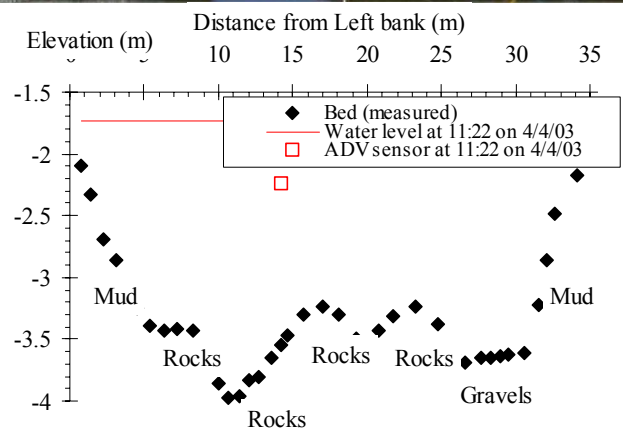 Distance from Left bank (m)
Elevation (m)
0 5 10 15 20 25 30 35
-1.5
Bed (measured)
Water level at 11:22 on 4/4/03
ADV sensor at 11:22 on 4/4/03
-2
-2.5
-3
Mud
Mud
-3.5
Rocks
Rocks
Rocks
Gravels
-4
Rocks